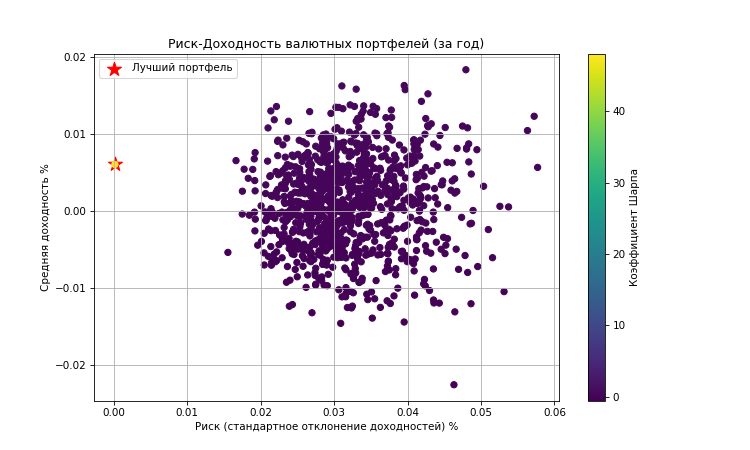 Риск-Доходность валютных портфелей (за год)
Лучший портфель
0.02
0.01
0.00
−0.01
−0.02
Средняя доходность %
0.00 0.01 0.02 0.03 0.04 0.05 0.06
Риск (стандартное отклонение доходностей) %
40
30
20
10
0
Коэффициент Шарпа